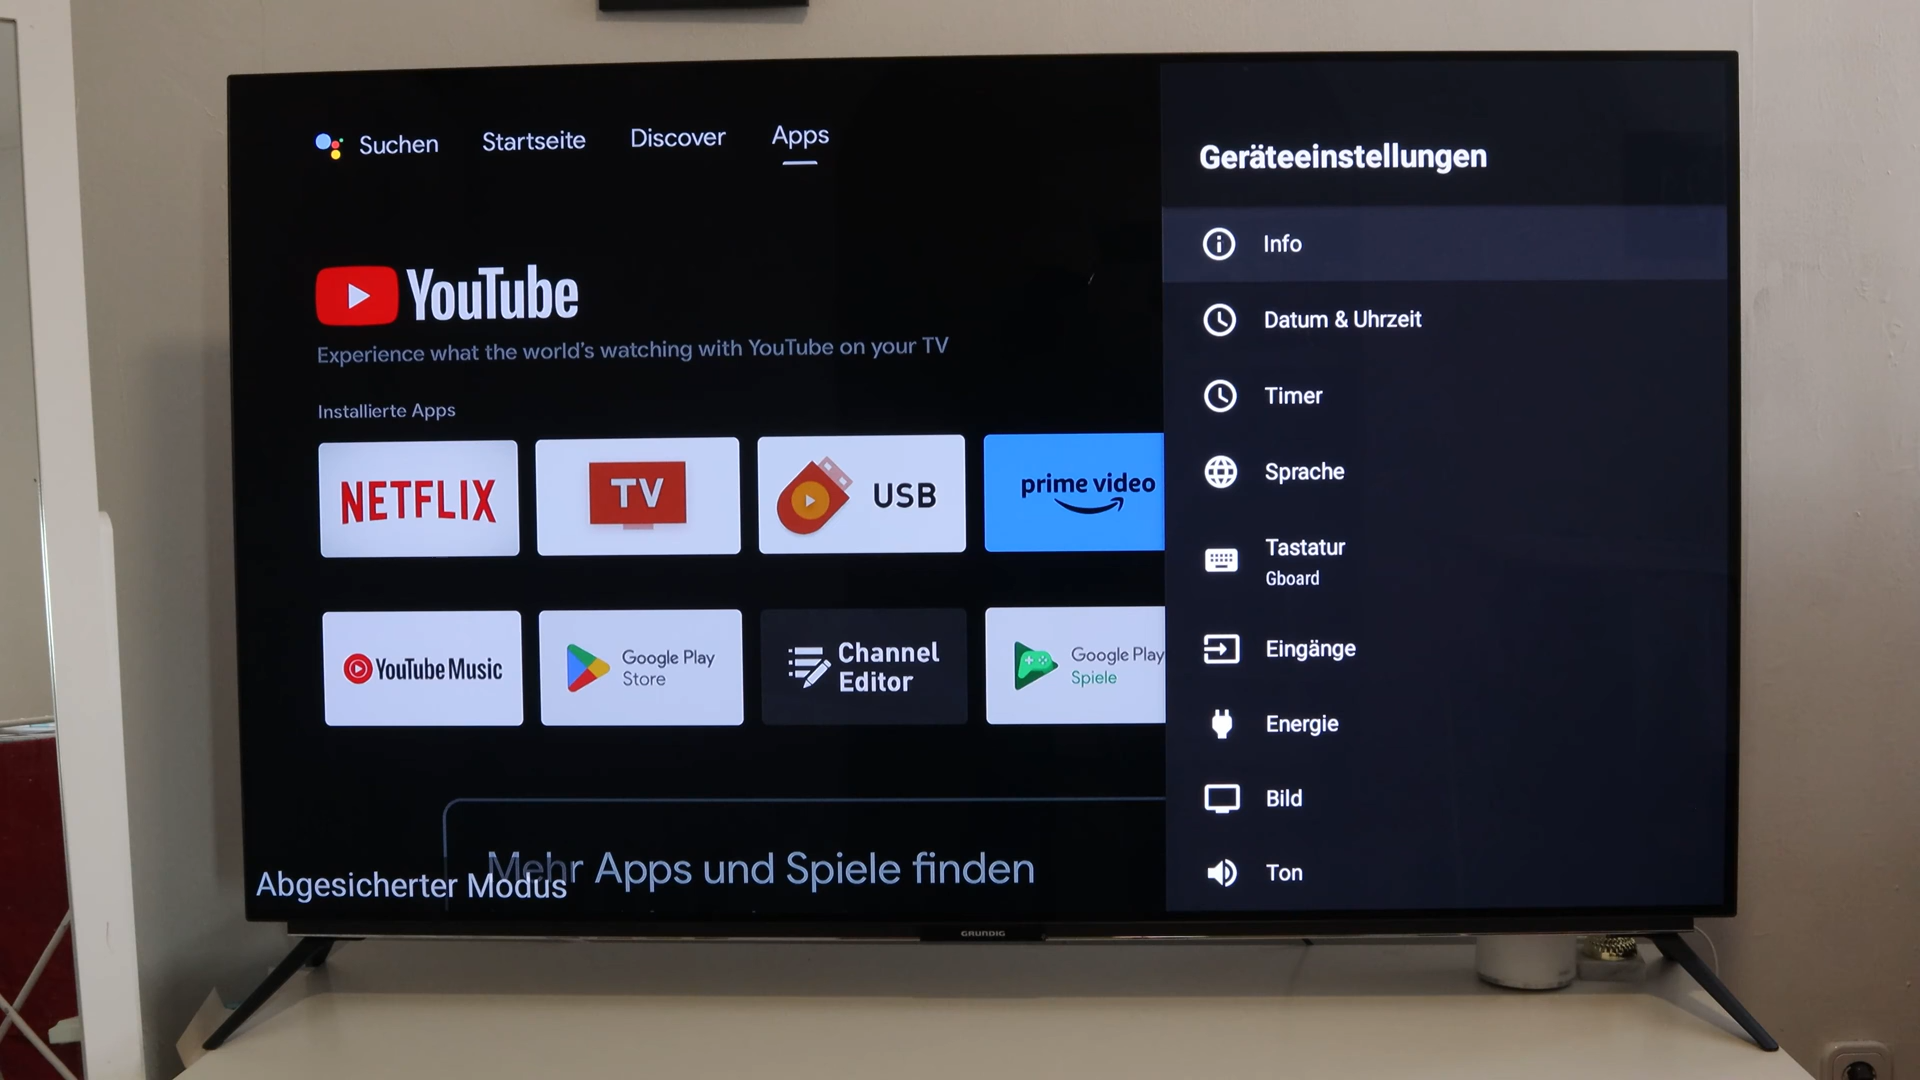 Suchen Startseite Discover Apps
YouTube
Experience what the world's watching with YouTube on your TV
Installierte Apps
NETFLIX
TV
USB
prime video
YouTube Music
Google Play
Store
Channel
Editor
Google Play
Spiele
Mehr Apps und Spiele finden
Abgesicherter Modus
Geräteeinstellungen
Info
Datum & Uhrzeit
Timer
Sprache
Tastatur
Gboard
Eingänge
Energie
Bild
Ton
GRUNDIG